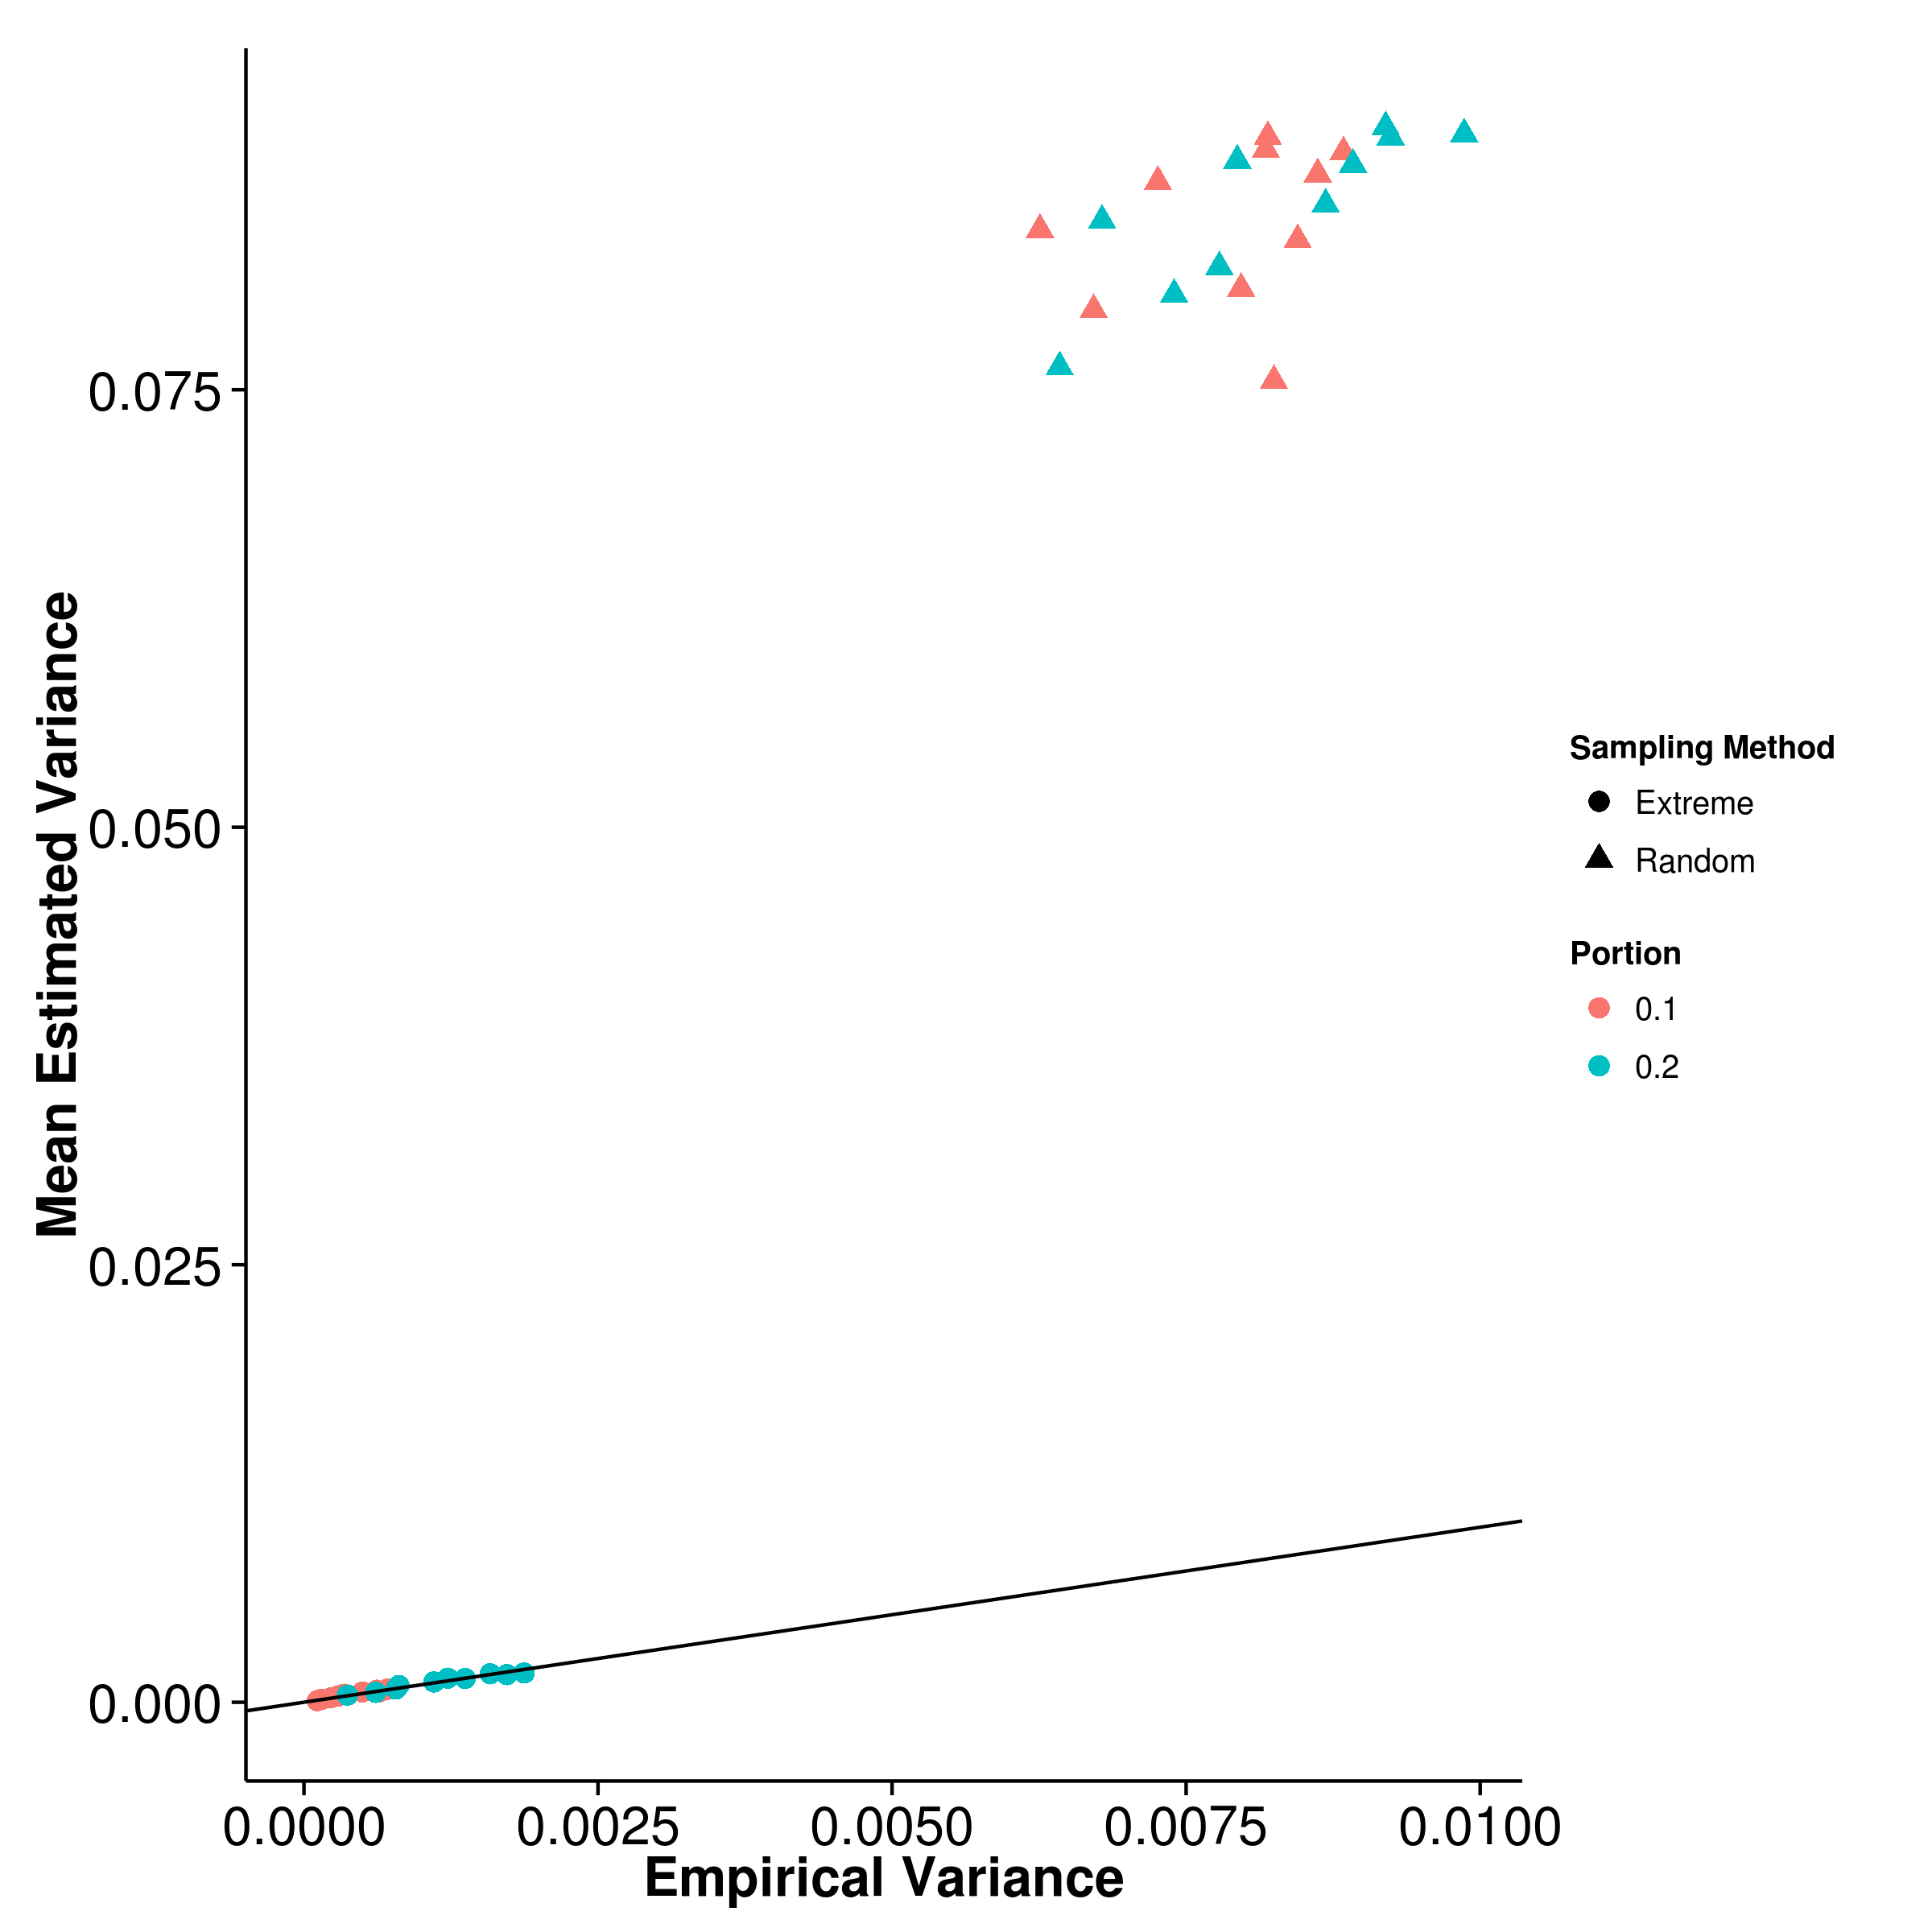 Mean Estimated Variance
0.075
0.050
0.025
0.000
0.0000 0.0025 0.0050 0.0075 0.0100
Empirical Variance
Sampling Method
Extreme
Random
Portion
0.1
0.2